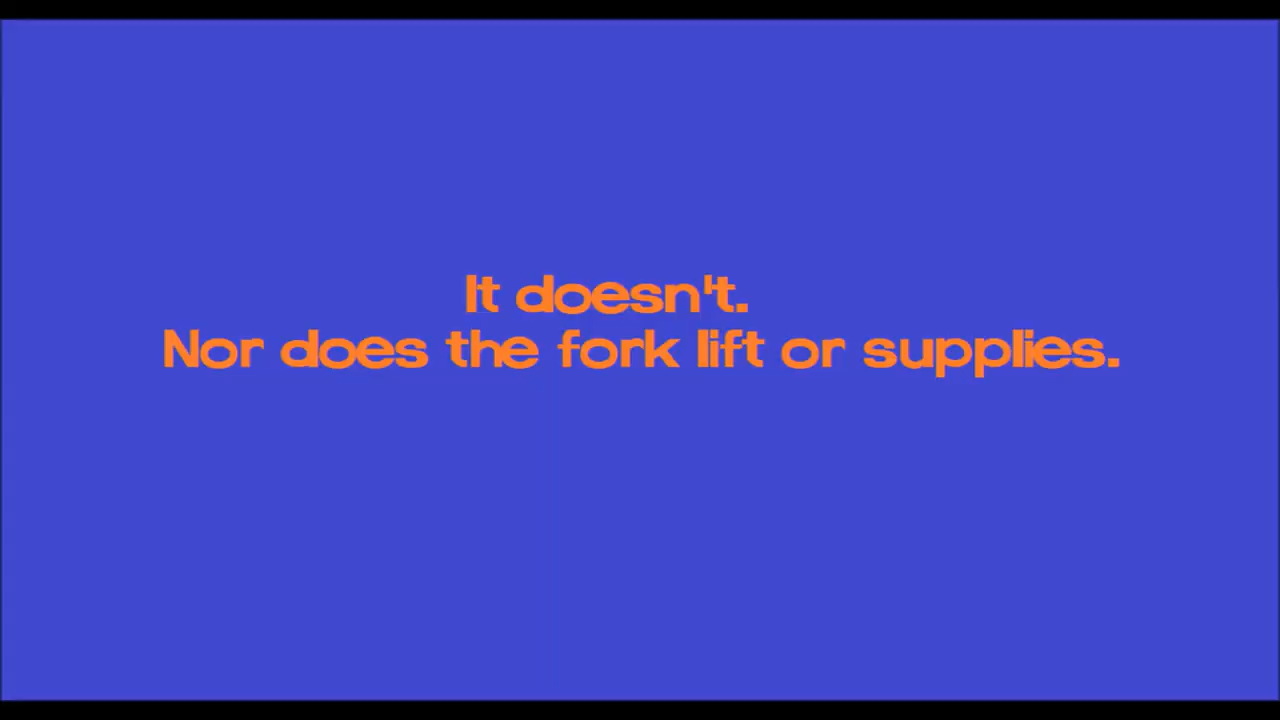 It doesn't.
Nor does the fork lift or supplies.